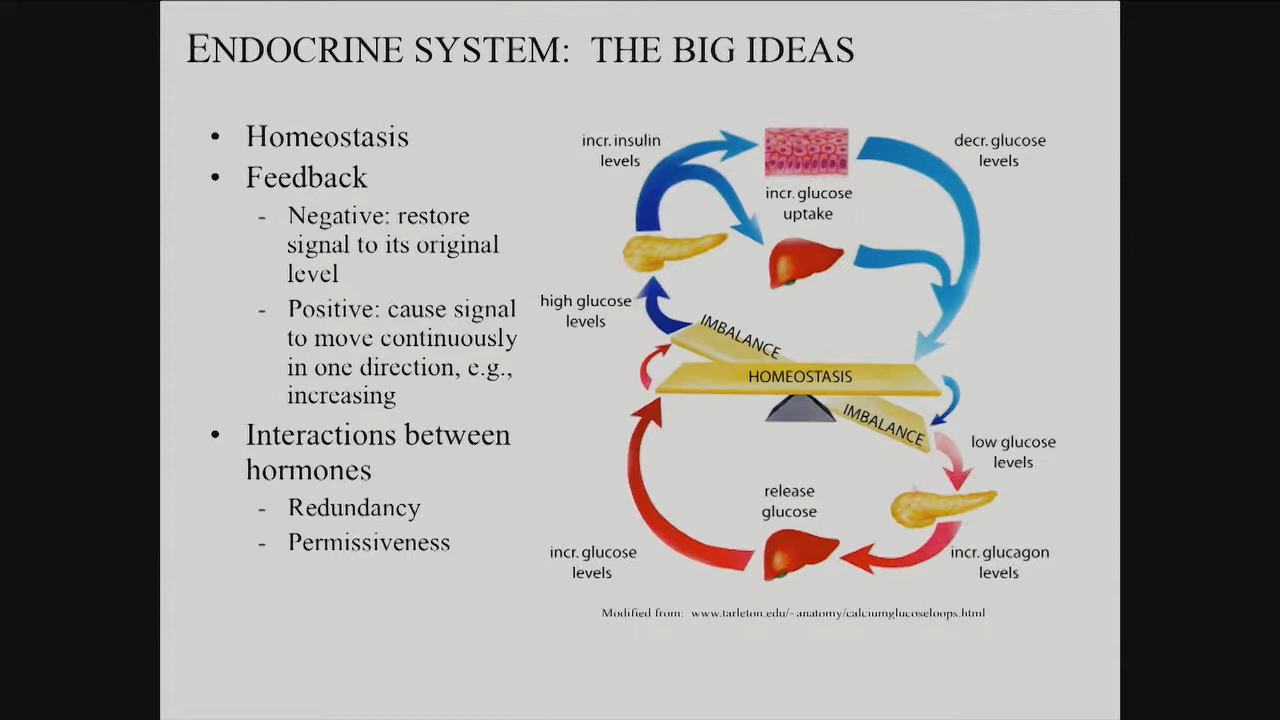 ENDOCRINE SYSTEM: THE BIG IDEAS
• Homeostasis
• Feedback
- Negative: restore
signal to its original
level
- Positive: cause signal
to move continuously
in one direction, e.g.,
increasing
• Interactions between
hormones
- Redundancy
- Permissiveness
incr. insulin
levels
incr. glucose
uptake
decr. glucose
levels
high glucose
levels
IMBALANCE
HOMEOSTASIS
IMBALANCE
low glucose
levels
release
glucose
incr. glucose
levels
incr. glucagon
levels
Modified from: www.tarleton.edu/~anatomy/calciumglucoseloops.html